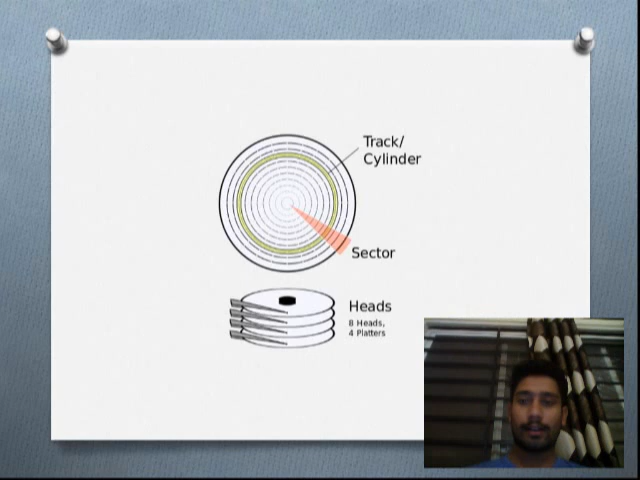 Track/
Cylinder
Sector
Heads
8 Heads,
4 Platters